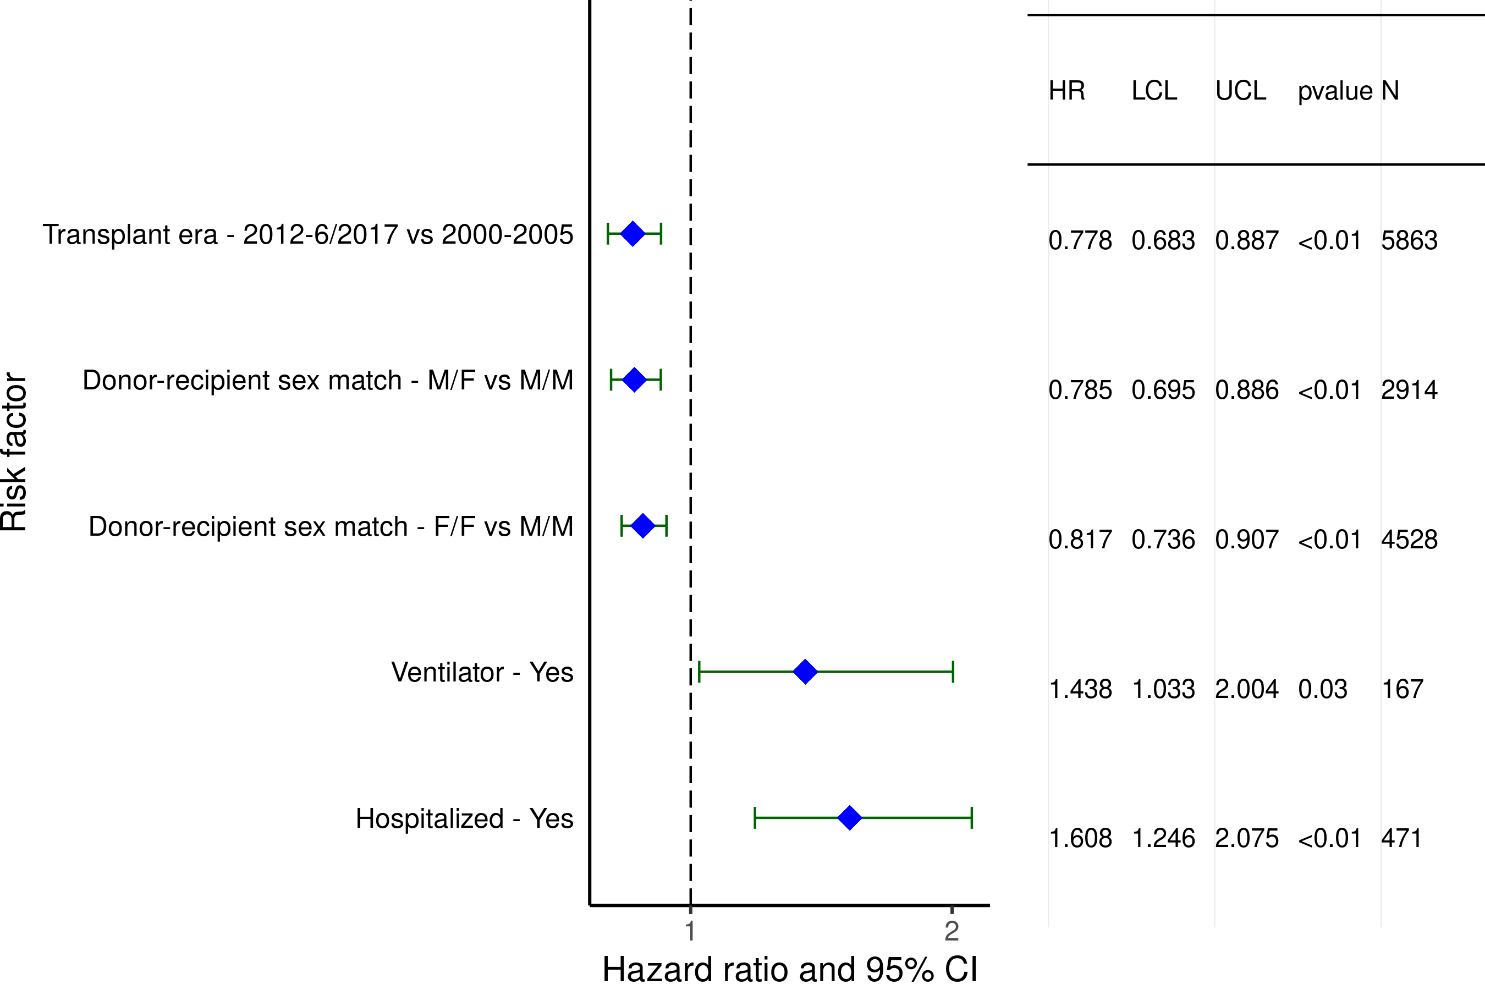 HR LCL UCL pvalue N
Transplant era - 2012-6/2017 vs 2000-2005 0.778 0.683 0.887 <0.01 5863
Donor-recipient sex match - M/F vs M/M 0.785 0.695 0.886 <0.01 2914
Donor-recipient sex match - F/F vs M/M 0.817 0.736 0.907 <0.01 4528
Ventilator - Yes 1.438 1.033 2.004 0.03 167
Hospitalized - Yes 1.608 1.246 2.075 <0.01 471
Risk factor
1 2
Hazard ratio and 95% CI